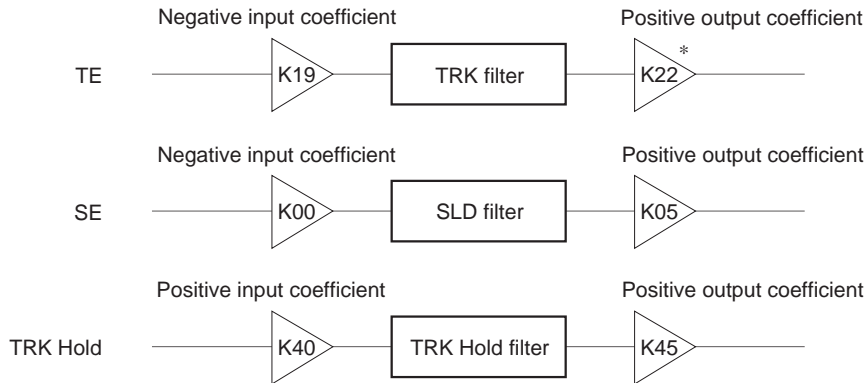 Negative input coefficient Positive output coefficient
TE K19 TRK filter K22 *
Negative input coefficient Positive output coefficient
SE K00 SLD filter K05
Positive input coefficient Positive output coefficient
TRK Hold K40 TRK Hold filter K45